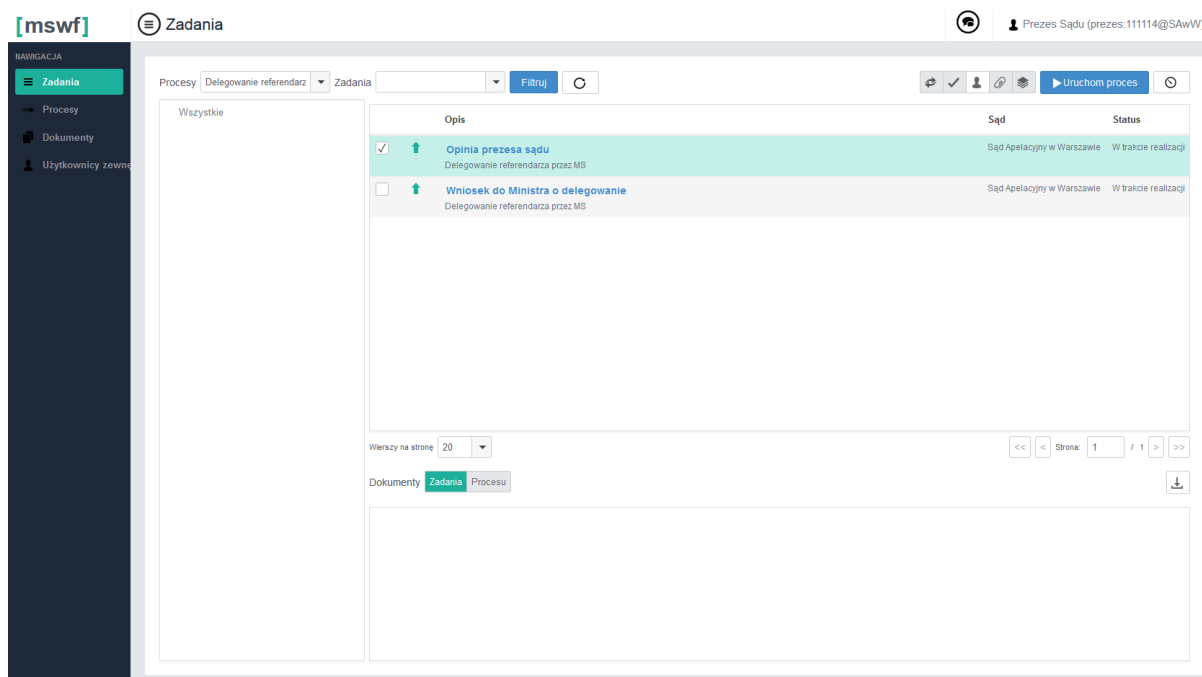 [mswf]
Zadania
Prezes Sądu (prezes:111114@SAwW
NAWIGACJA
Zadania
Procesy
Dokumenty
Użytkownicy zewnę
Procesy Delegowanie referendarz Zadania Filtruj Uruchom proces
Wszystkie
Opis Sąd Status
Opinia prezesa sądu Sąd Apelacyjny w Warszawie W trakcie realizacji
Delegowanie referendarza przez MS
Wniosek do Ministra o delegowanie Sąd Apelacyjny w Warszawie W trakcie realizacji
Delegowanie referendarza przez MS
Wierszy na stronę 20 << < Strona: 1 / 1 > >>
Dokumenty Zadania Procesu